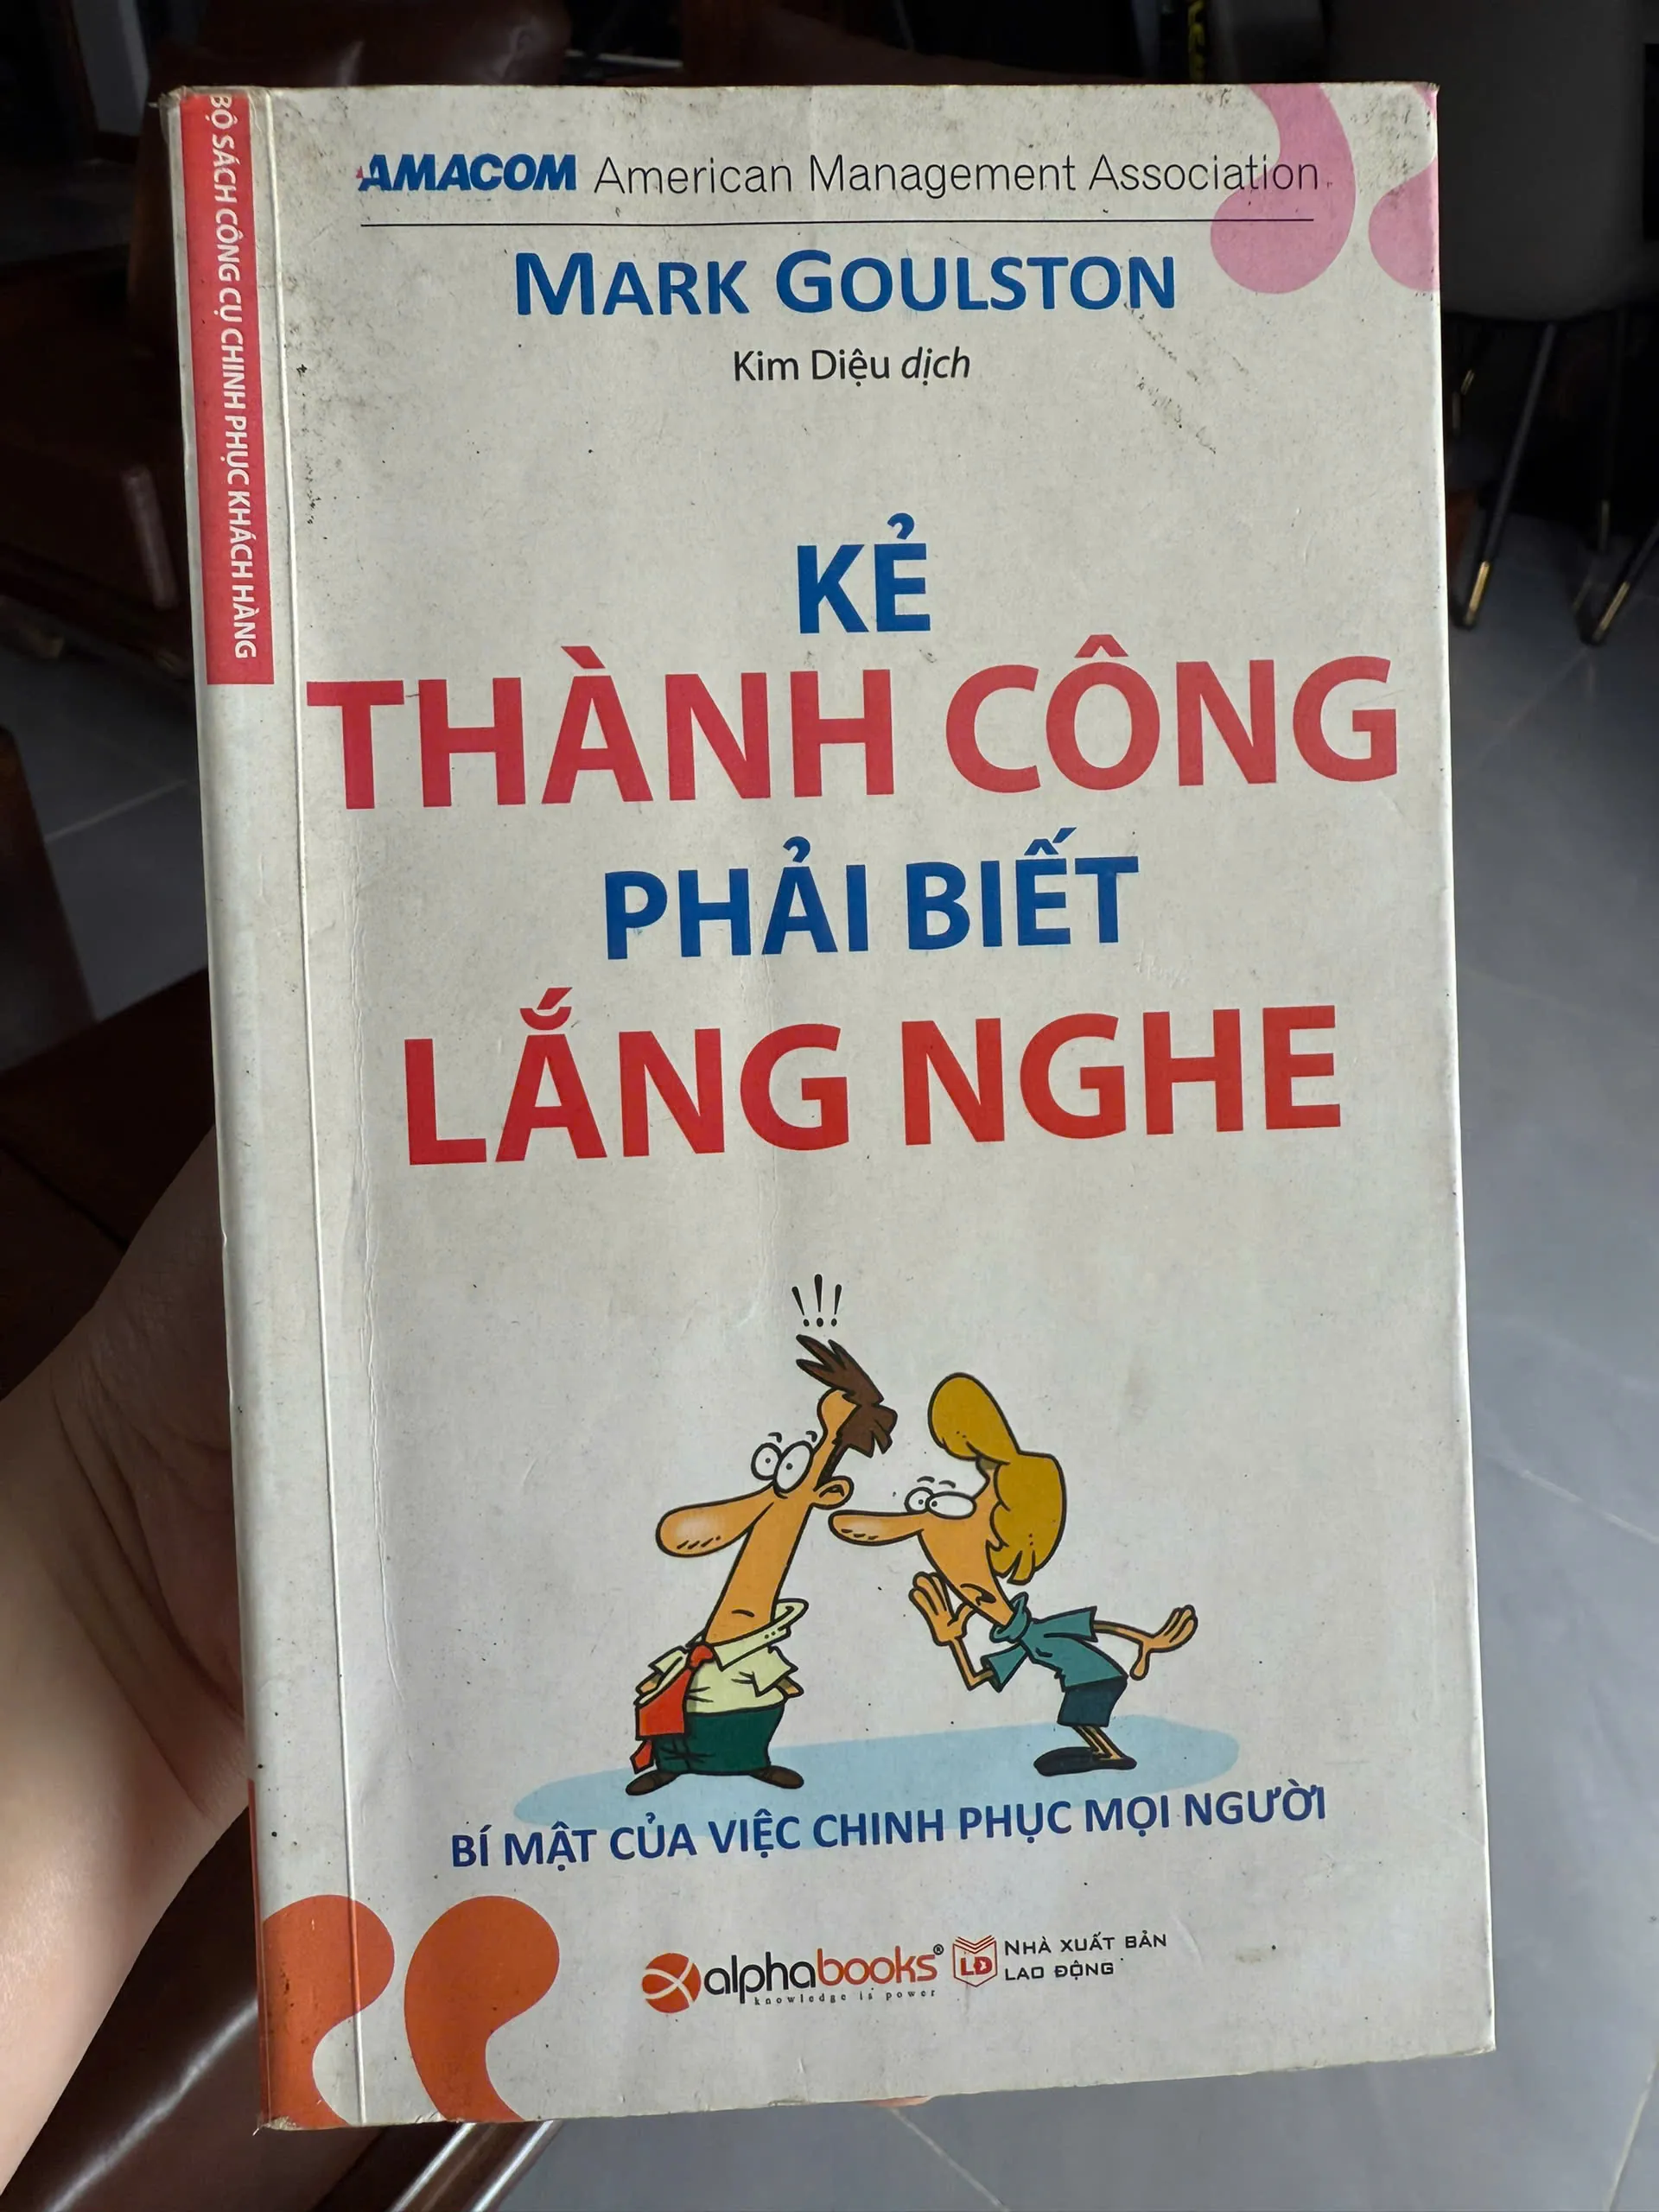 BỘ SÁCH CÔNG CỤ CHINH PHỤC KHÁCH HÀNG
AMACOM American Management Association
MARK GOULSTON
Kim Diệu dịch
KẺ
THÀNH CÔNG
PHẢI BIẾT
LẮNG NGHE
!!!
BÍ MẬT CỦA VIỆC CHINH PHỤC MỌI NGƯỜI
alphabooks®
knowledge is power
LĐ
NHÀ XUẤT BẢN
LAO ĐỘNG